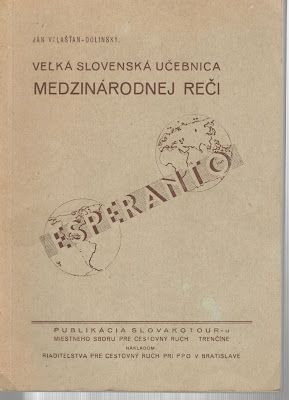 JÁN VLAŠŤAN-DOLINSKÝ.
VEĽKÁ SLOVENSKÁ UČEBNICA
MEDZINÁRODNEJ REČI
ESPERANTO
PUBLIKÁCIA SLOVAKOTOUR-u
MIESTNEHO SBORU PRE CESTOVNÝ RUCH TRENČÍNE
NÁKLADOM
RIADITEĽSTVA PRE CESTOVNÝ RUCH PRI PPO V BRATISLAVE